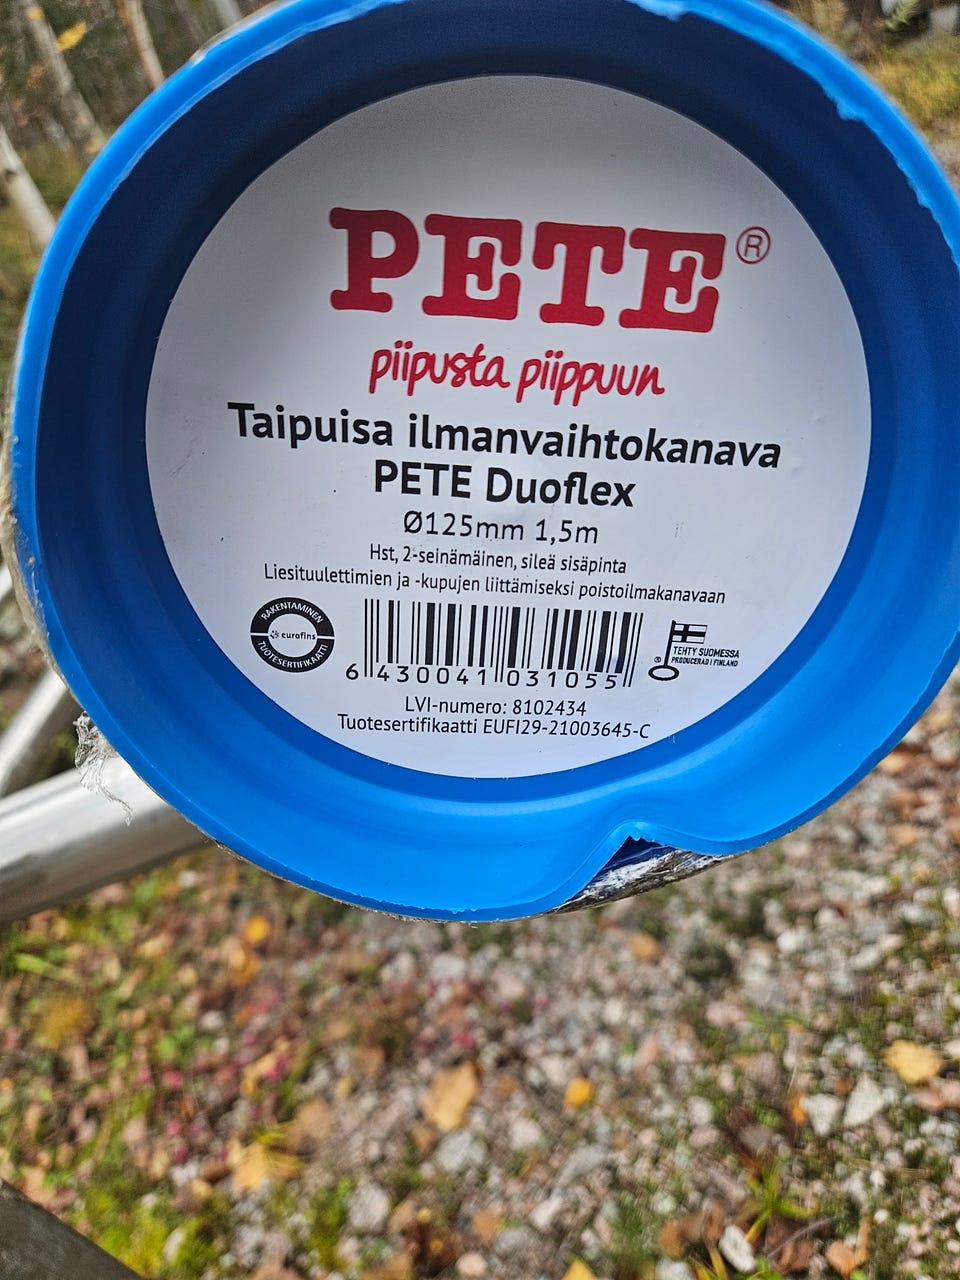 PETE®
piipusta piippuun
Taipuisa ilmanvaihtokanava
PETE Duoflex
Ø125mm 1,5m
Hst, 2-seinämäinen, sileä sisäpinta
Liesituulettimien ja -kupujen liittämiseksi poistoilmakanavaan
RAKENTAMINEN
eurofins
TUOTESERTIFIKAATTI
6 430041 031055
TEHTY SUOMESSA
PRODUCERAD I FINLAND
LVI-numero: 8102434
Tuotesertifikaatti EUFI29-21003645-C